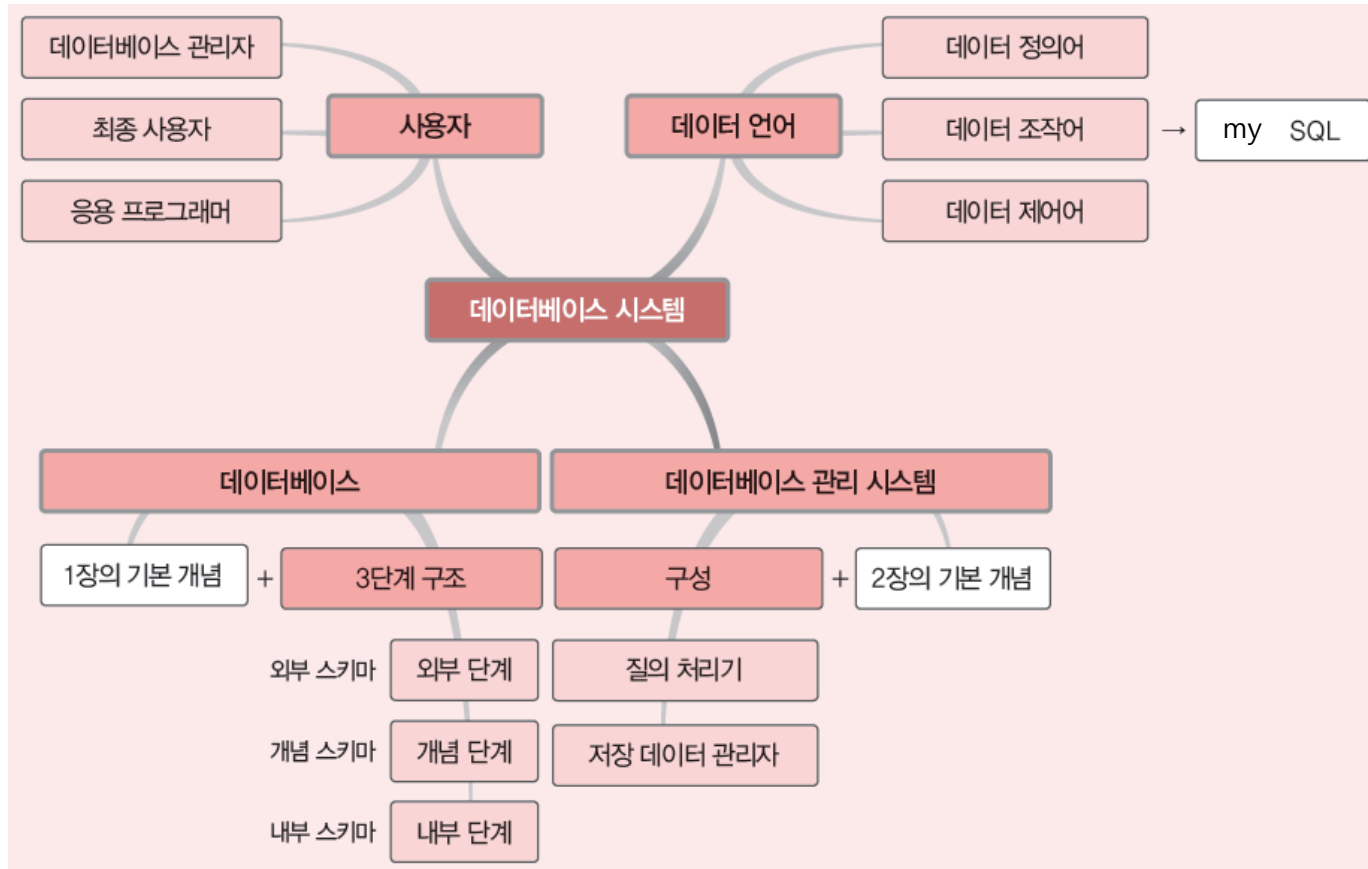 데이터베이스 관리자
최종 사용자
응용 프로그래머
사용자
데이터 언어
데이터 정의어
데이터 조작어
→ my SQL
데이터 제어어
데이터베이스 시스템
데이터베이스
데이터베이스 관리 시스템
1장의 기본 개념 + 3단계 구조
구성 + 2장의 기본 개념
외부 스키마 외부 단계
개념 스키마 개념 단계
내부 스키마 내부 단계
질의 처리기
저장 데이터 관리자